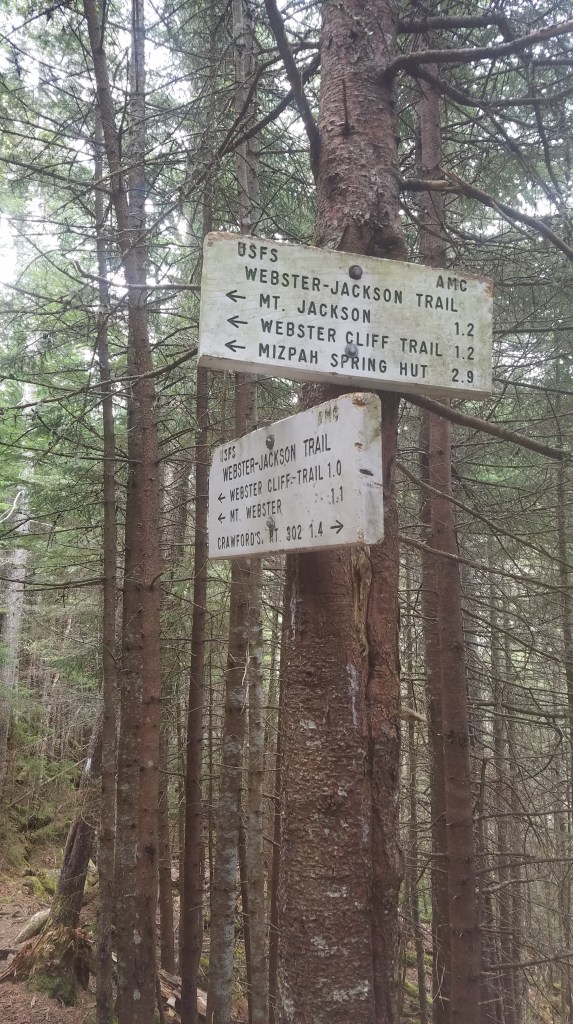 USFS AMC
WEBSTER-JACKSON TRAIL
← MT. JACKSON 1.2
← WEBSTER CLIFF TRAIL 1.2
← MIZPAH SPRING HUT 2.9
USFS AMC
WEBSTER-JACKSON TRAIL
← WEBSTER CLIFF-TRAIL 1.0
← MT. WEBSTER 1.1
CRAWFORD'S, RT. 302 1.4 →